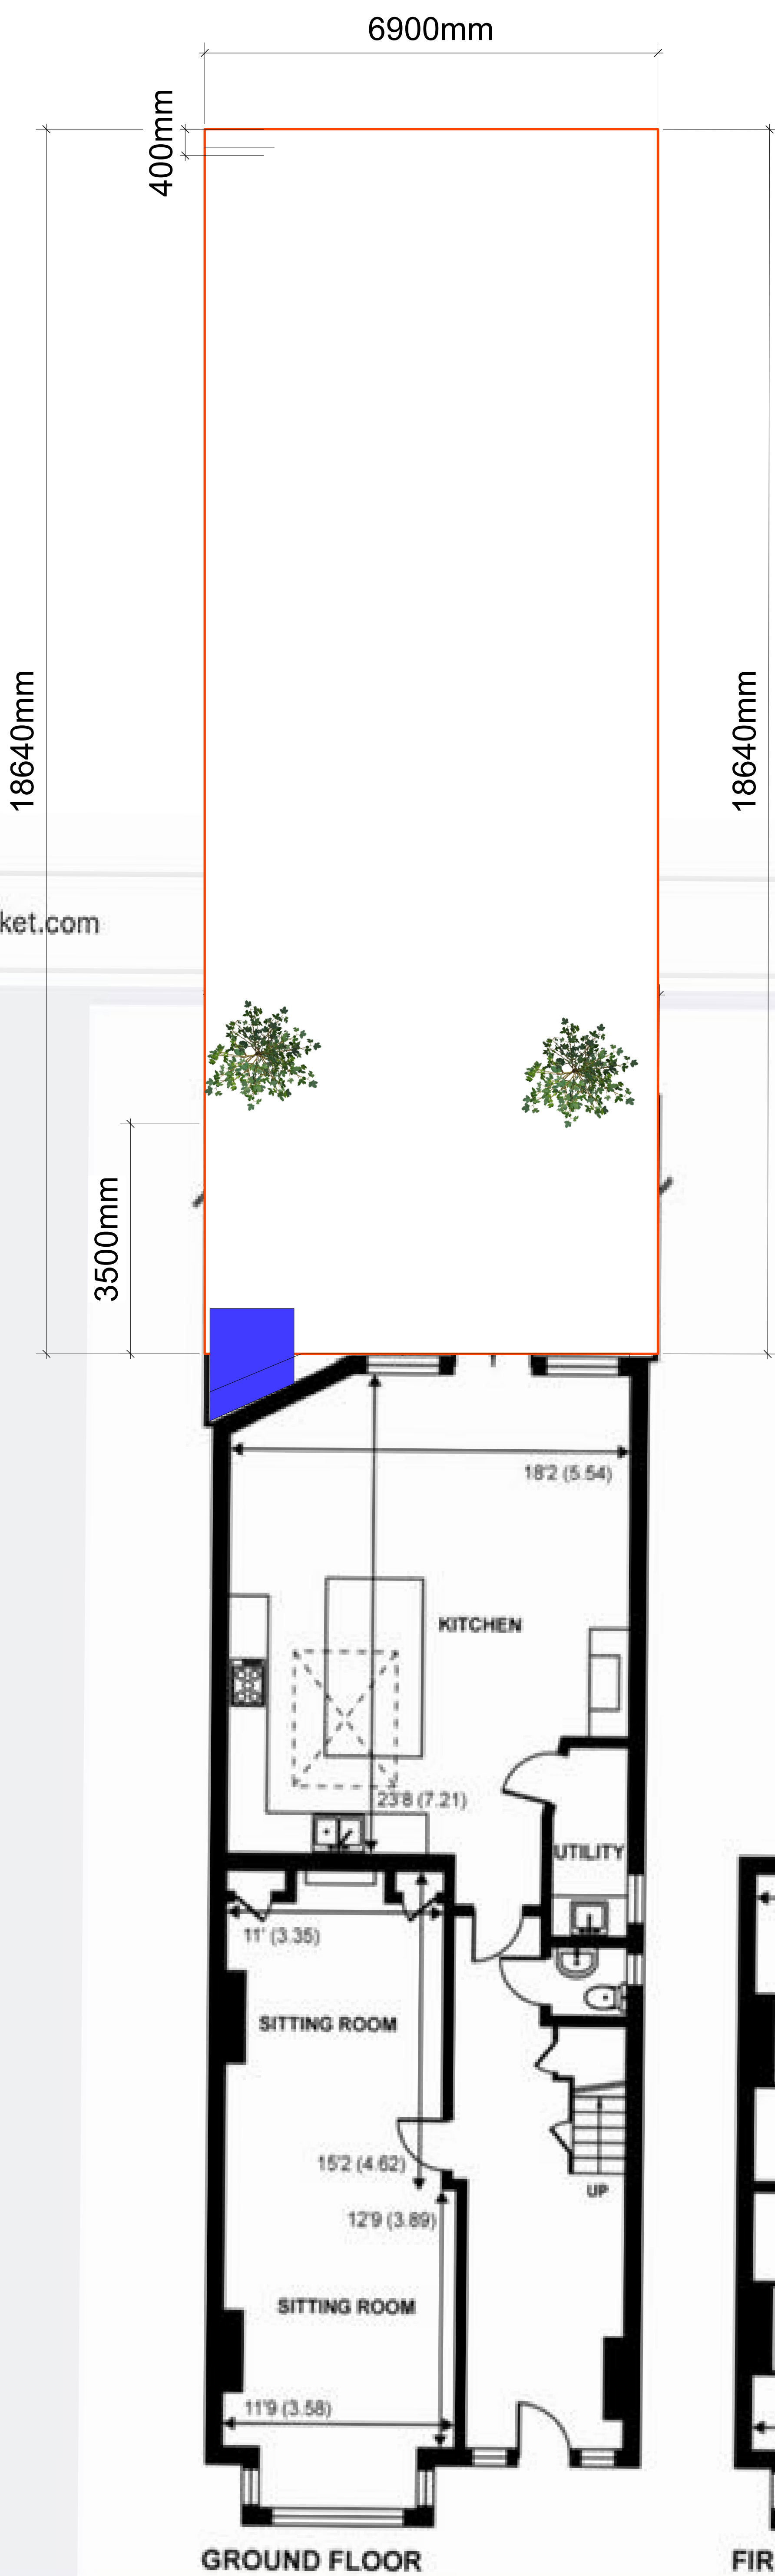 6900mm
400mm
18640mm
18640mm
ket.com
3500mm
18'2 (5.54)
KITCHEN
23'8 (7.21)
UTILITY
11' (3.35)
SITTING ROOM
15'2 (4.62)
UP
12'9 (3.89)
SITTING ROOM
11'9 (3.58)
GROUND FLOOR
FIR